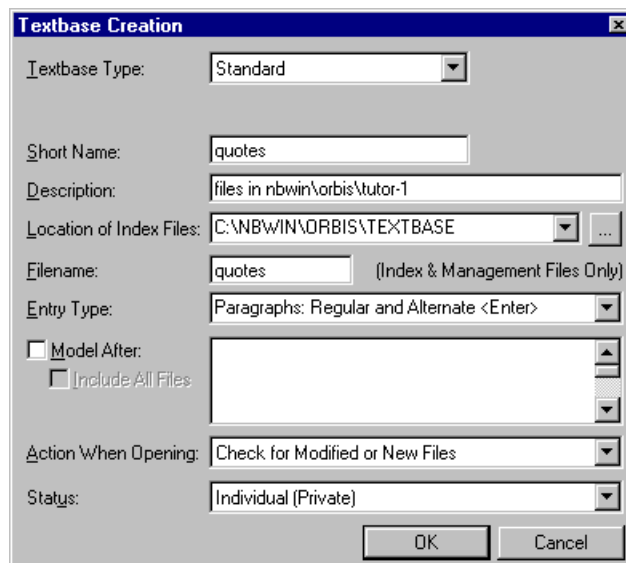 Textbase Creation
Textbase Type: Standard
Short Name: quotes
Description: files in nbwin\orbis\tutor-1
Location of Index Files: C:\NBWIN\ORBIS\TEXTBASE ...
Filename: quotes (Index & Management Files Only)
Entry Type: Paragraphs: Regular and Alternate <Enter>
Model After:
Include All Files
Action When Opening: Check for Modified or New Files
Status: Individual (Private)
OK Cancel